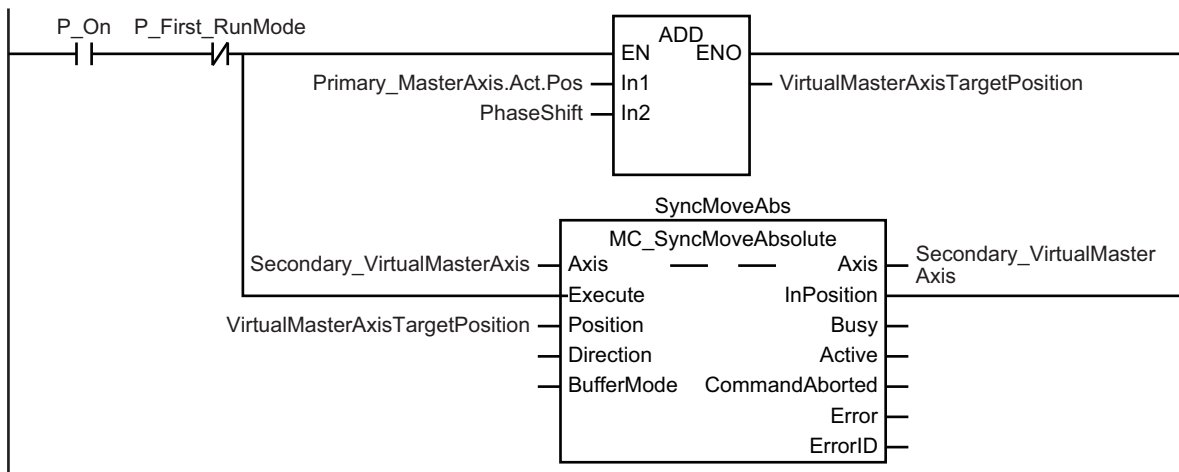 P_On P_First_RunMode
ADD
EN ENO
Primary_MasterAxis.Act.Pos In1 VirtualMasterAxisTargetPosition
PhaseShift In2
SyncMoveAbs
MC_SyncMoveAbsolute
Secondary_VirtualMasterAxis Axis Axis Secondary_VirtualMaster
Axis
Execute InPosition
VirtualMasterAxisTargetPosition Position Busy
Direction Active
BufferMode CommandAborted
Error
ErrorID